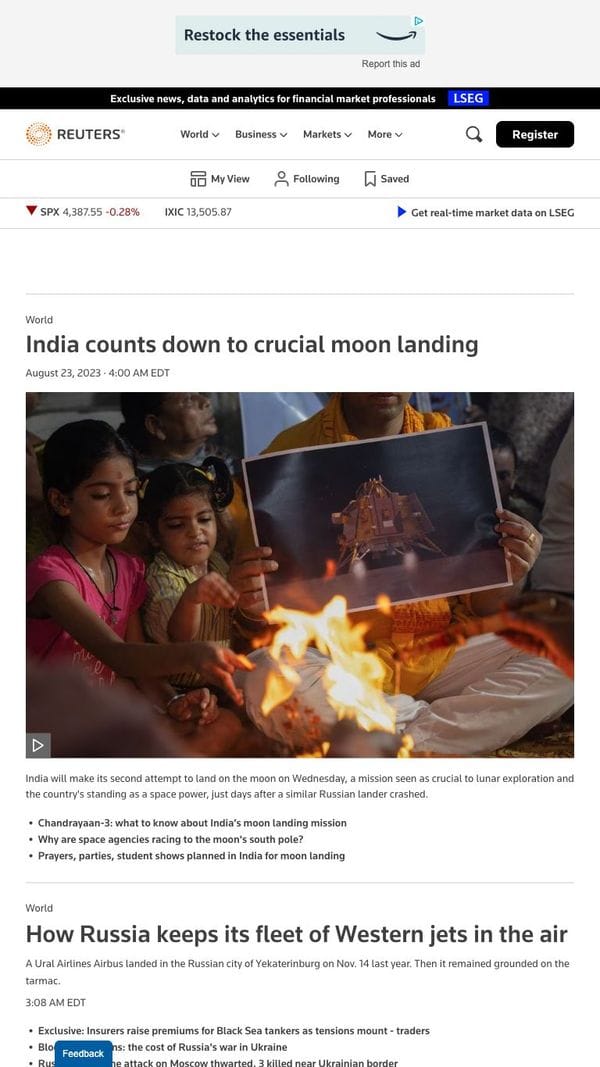 Restock the essentials
Report this ad
Exclusive news, data and analytics for financial market professionals LSEG
REUTERS®
World Business Markets More Register
My View Following Saved
SPX 4,387.55 -0.28% IXIC 13,505.87 Get real-time market data on LSEG
World
India counts down to crucial moon landing
August 23, 2023 · 4:00 AM EDT
India will make its second attempt to land on the moon on Wednesday, a mission seen as crucial to lunar exploration and
the country's standing as a space power, just days after a similar Russian lander crashed.
• Chandrayaan-3: what to know about India's moon landing mission
• Why are space agencies racing to the moon's south pole?
• Prayers, parties, student shows planned in India for moon landing
World
How Russia keeps its fleet of Western jets in the air
A Ural Airlines Airbus landed in the Russian city of Yekaterinburg on Nov. 14 last year. Then it remained grounded on the
tarmac.
3:08 AM EDT
• Exclusive: Insurers raise premiums for Black Sea tankers as tensions mount - traders
• the cost of Russia's war in Ukraine
Feedback
• attack on Moscow thwarted, 3 killed near Ukrainian border